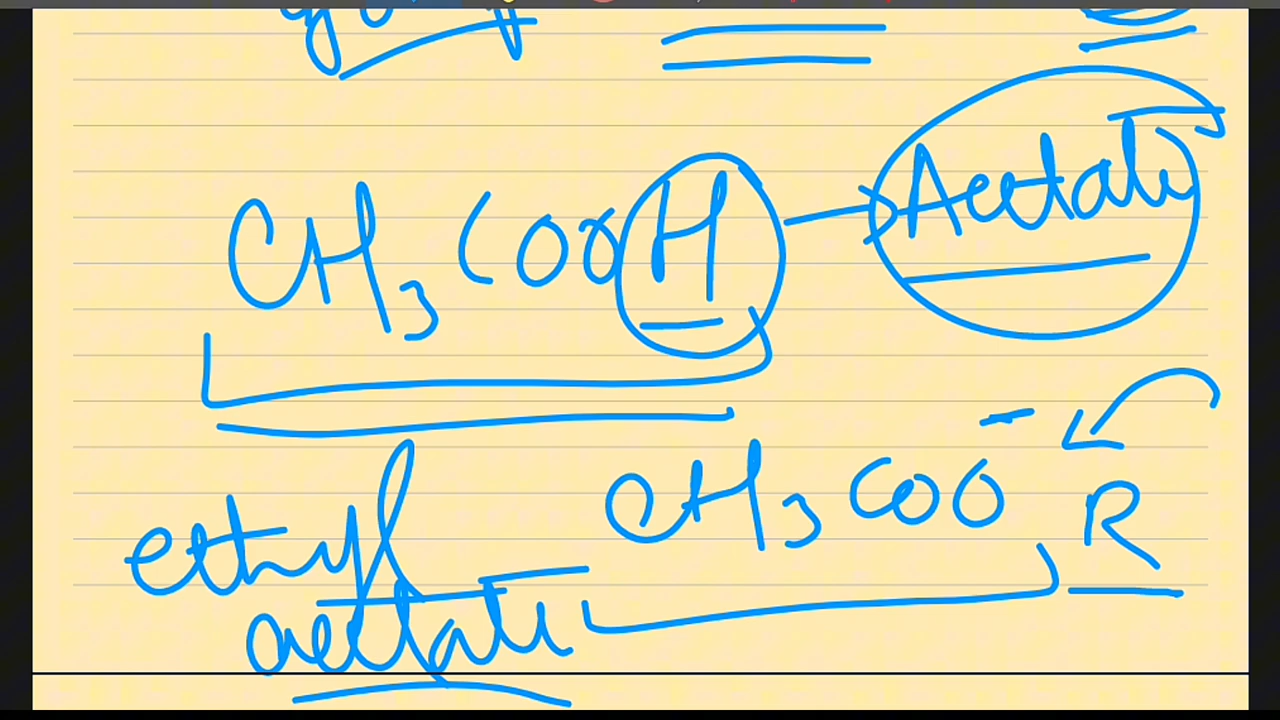 CH3COOH → Acetate
CH3COO⁻ R
ethyl
acetate